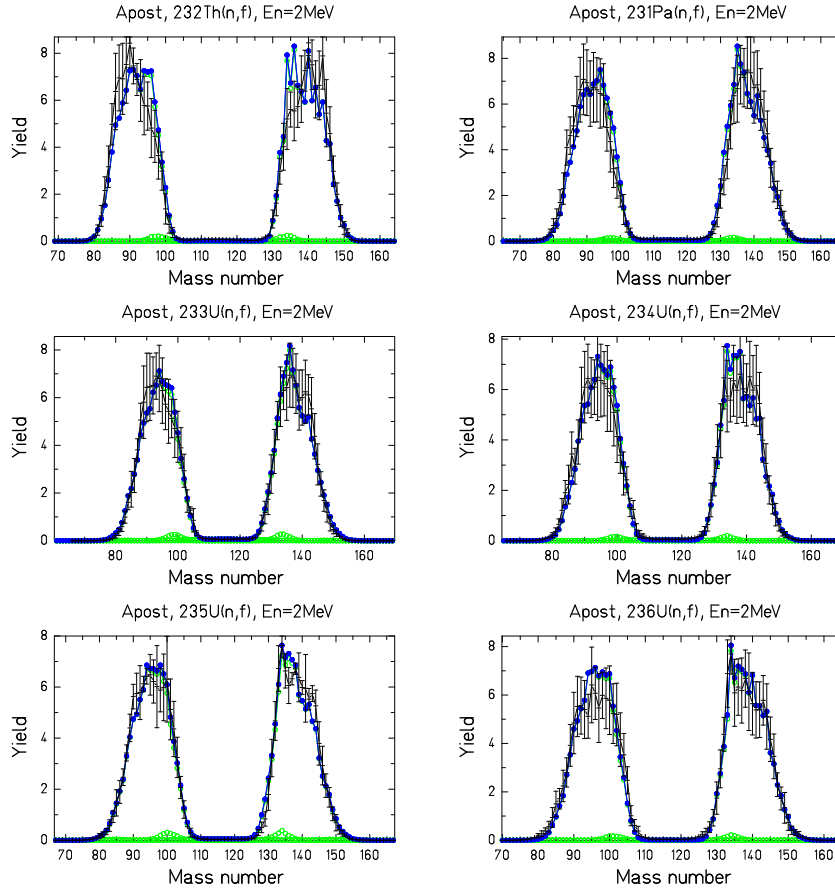 Apost, 232Th(n,f), En=2MeV
Yield
8
6
4
2
0
70 80 90 100 110 120 130 140 150 160
Mass number
Apost, 231Pa(n,f), En=2MeV
Yield
8
6
4
2
0
70 80 90 100 110 120 130 140 150 160
Mass number
Apost, 233U(n,f), En=2MeV
Yield
8
6
4
2
0
80 100 120 140 160
Mass number
Apost, 234U(n,f), En=2MeV
Yield
8
6
4
2
0
80 100 120 140 160
Mass number
Apost, 235U(n,f), En=2MeV
Yield
8
6
4
2
0
70 80 90 100 110 120 130 140 150 160
Mass number
Apost, 236U(n,f), En=2MeV
Yield
8
6
4
2
0
70 80 90 100 110 120 130 140 150 160
Mass number